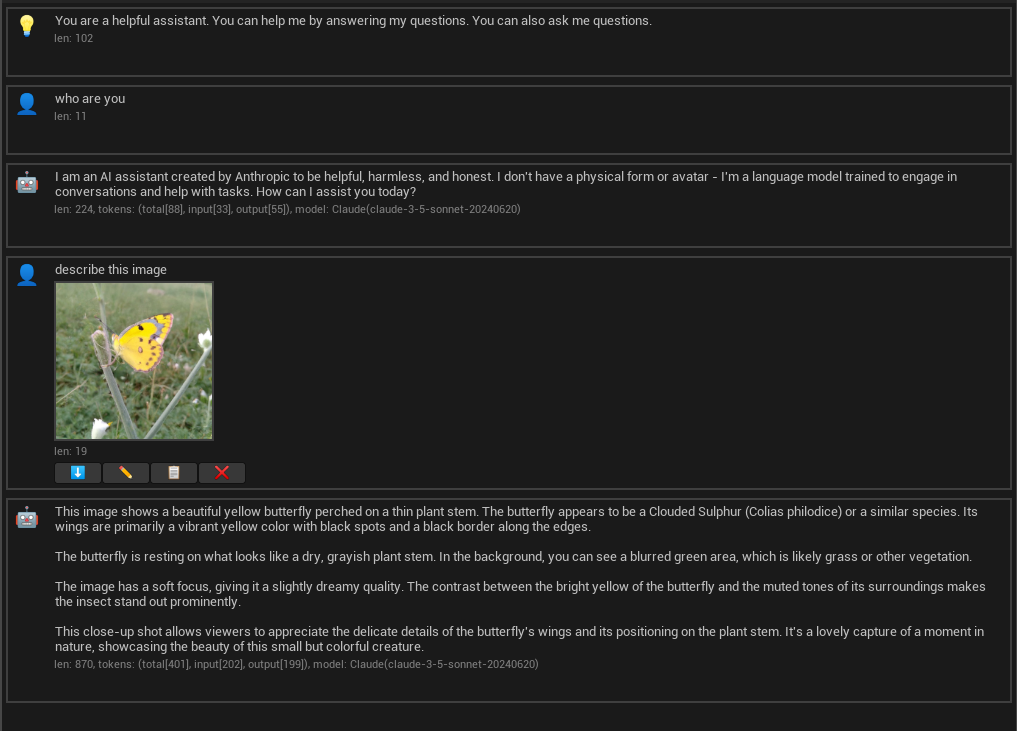 You are a helpful assistant. You can help me by answering my questions. You can also ask me questions.
len: 102
who are you
len: 11
I am an AI assistant created by Anthropic to be helpful, harmless, and honest. I don't have a physical form or avatar - I'm a language model trained to engage in
conversations and help with tasks. How can I assist you today?
len: 224, tokens: (total[88], input[33], output[55]), model: Claude(claude-3-5-sonnet-20240620)
describe this image
len: 19
This image shows a beautiful yellow butterfly perched on a thin plant stem. The butterfly appears to be a Clouded Sulphur (Colias philodice) or a similar species. Its
wings are primarily a vibrant yellow color with black spots and a black border along the edges.
The butterfly is resting on what looks like a dry, grayish plant stem. In the background, you can see a blurred green area, which is likely grass or other vegetation.
The image has a soft focus, giving it a slightly dreamy quality. The contrast between the bright yellow of the butterfly and the muted tones of its surroundings makes
the insect stand out prominently.
This close-up shot allows viewers to appreciate the delicate details of the butterfly's wings and its positioning on the plant stem. It's a lovely capture of a moment in
nature, showcasing the beauty of this small but colorful creature.
len: 870, tokens: (total[401], input[202], output[199]), model: Claude(claude-3-5-sonnet-20240620)